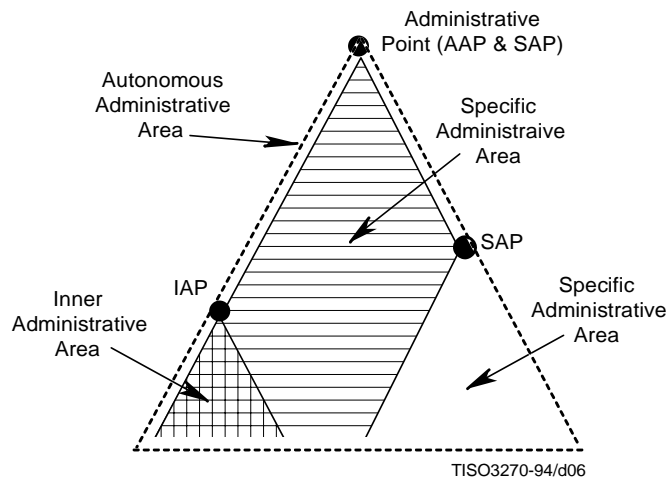 Administrative
Point (AAP & SAP)
Autonomous
Administrative
Area
Specific
Administraive
Area
SAP
IAP
Inner
Administrative
Area
Specific
Administrative
Area
TISO3270-94/d06